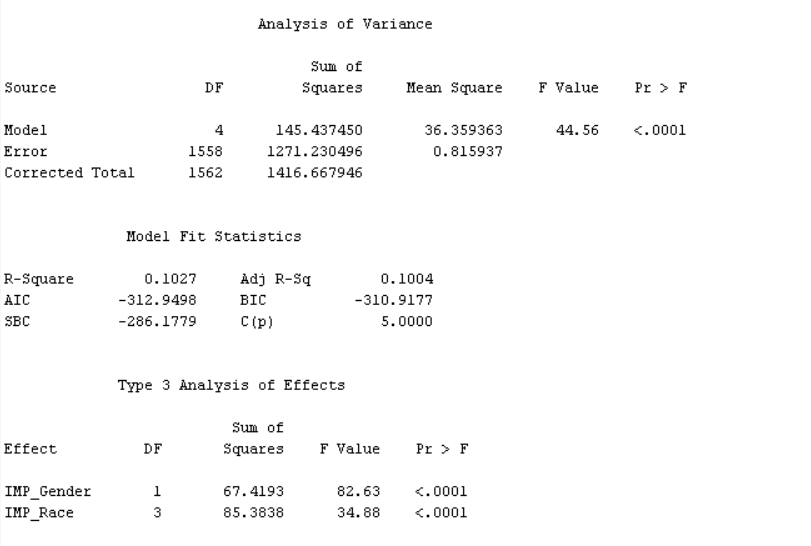 Analysis of Variance
Sum of
Source DF Squares Mean Square F Value Pr > F
Model 4 145.437450 36.359363 44.56 <.0001
Error 1558 1271.230496 0.815937
Corrected Total 1562 1416.667946
Model Fit Statistics
R-Square 0.1027 Adj R-Sq 0.1004
AIC -312.9498 BIC -310.9177
SBC -286.1779 C(p) 5.0000
Type 3 Analysis of Effects
Sum of
Effect DF Squares F Value Pr > F
IMP_Gender 1 67.4193 82.63 <.0001
IMP_Race 3 85.3838 34.88 <.0001